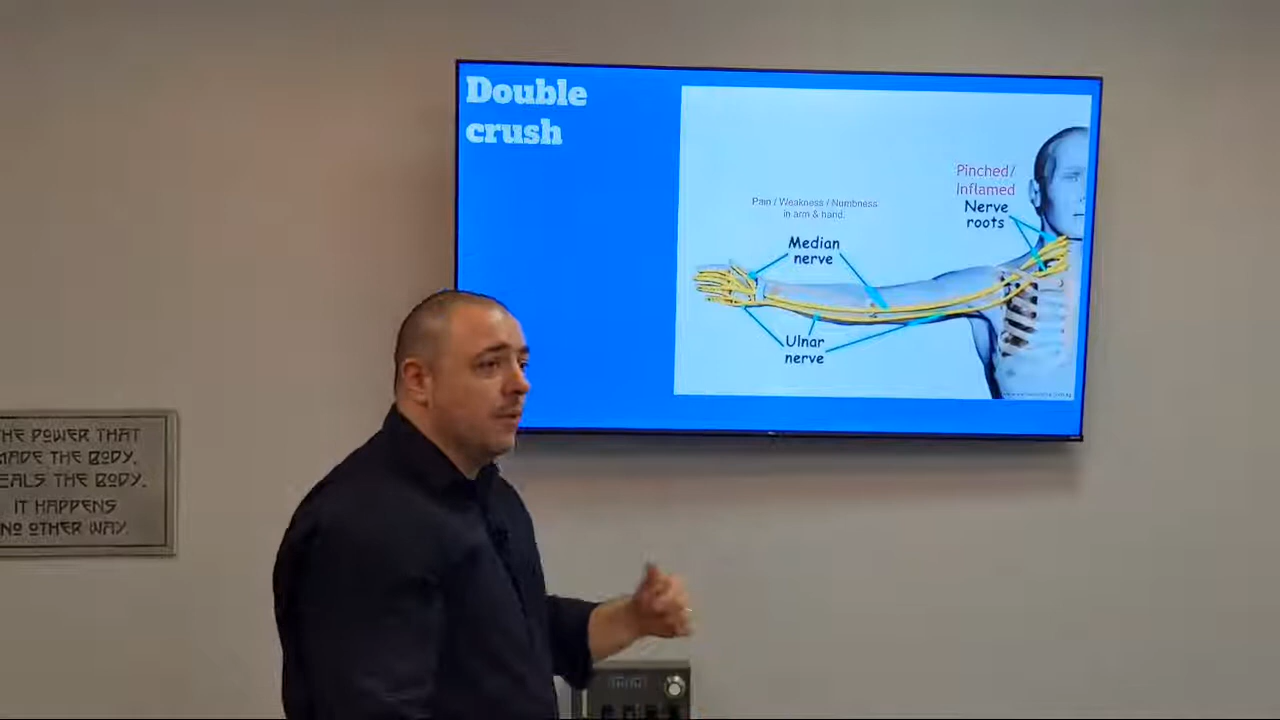 Double
crush
Pinched/
Inflamed
Nerve
roots
Pain / Weakness / Numbness
in arm & hand.
Median
nerve
Ulnar
nerve
HE POWER THAT
MADE THE BODY,
EALS THE BODY.
IT HAPPENS
NO OTHER WAY.